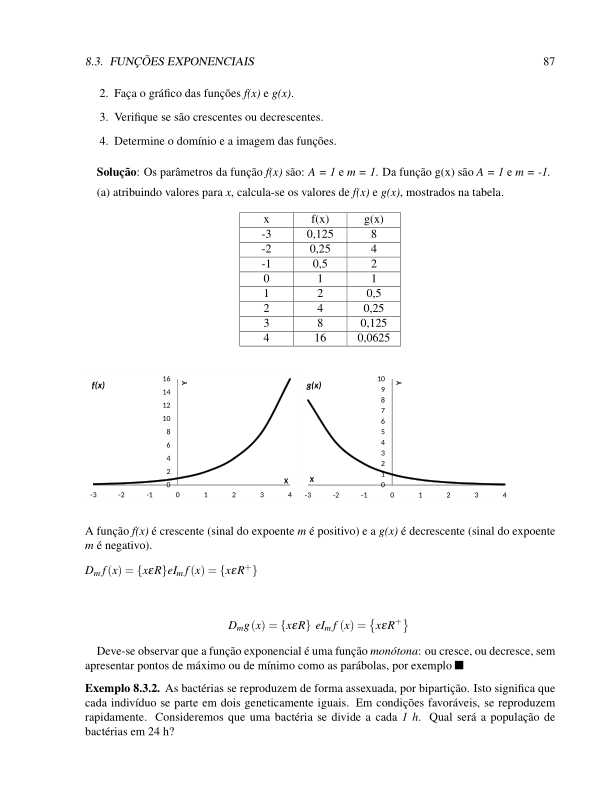 8.3. FUNÇÕES EXPONENCIAIS 87
2. Faça o gráfico das funções f(x) e g(x).
3. Verifique se são crescentes ou decrescentes.
4. Determine o domínio e a imagem das funções.
Solução: Os parâmetros da função f(x) são: A = 1 e m = 1. Da função g(x) são A = 1 e m = -1.
(a) atribuindo valores para x, calcula-se os valores de f(x) e g(x), mostrados na tabela.
x f(x) g(x)
-3 0,125 8
-2 0,25 4
-1 0,5 2
0 1 1
1 2 0,5
2 4 0,25
3 8 0,125
4 16 0,0625
f(x)
Y
16
14
12
10
8
6
4
2
0
X
-3 -2 -1 0 1 2 3 4
g(x)
Y
10
9
8
7
6
5
4
3
2
1
0
X
-3 -2 -1 0 1 2 3 4
A função f(x) é crescente (sinal do expoente m é positivo) e a g(x) é decrescente (sinal do expoente
m é negativo).
D_m f(x) = {xεR}eI_m f(x) = {xεR⁺}
D_m g(x) = {xεR} eI_m f(x) = {xεR⁺}
Deve-se observar que a função exponencial é uma função monótona: ou cresce, ou decresce, sem
apresentar pontos de máximo ou de mínimo como as parábolas, por exemplo ■
Exemplo 8.3.2. As bactérias se reproduzem de forma assexuada, por bipartição. Isto significa que
cada indivíduo se parte em dois geneticamente iguais. Em condições favoráveis, se reproduzem
rapidamente. Consideremos que uma bactéria se divide a cada 1 h. Qual será a população de
bactérias em 24 h?